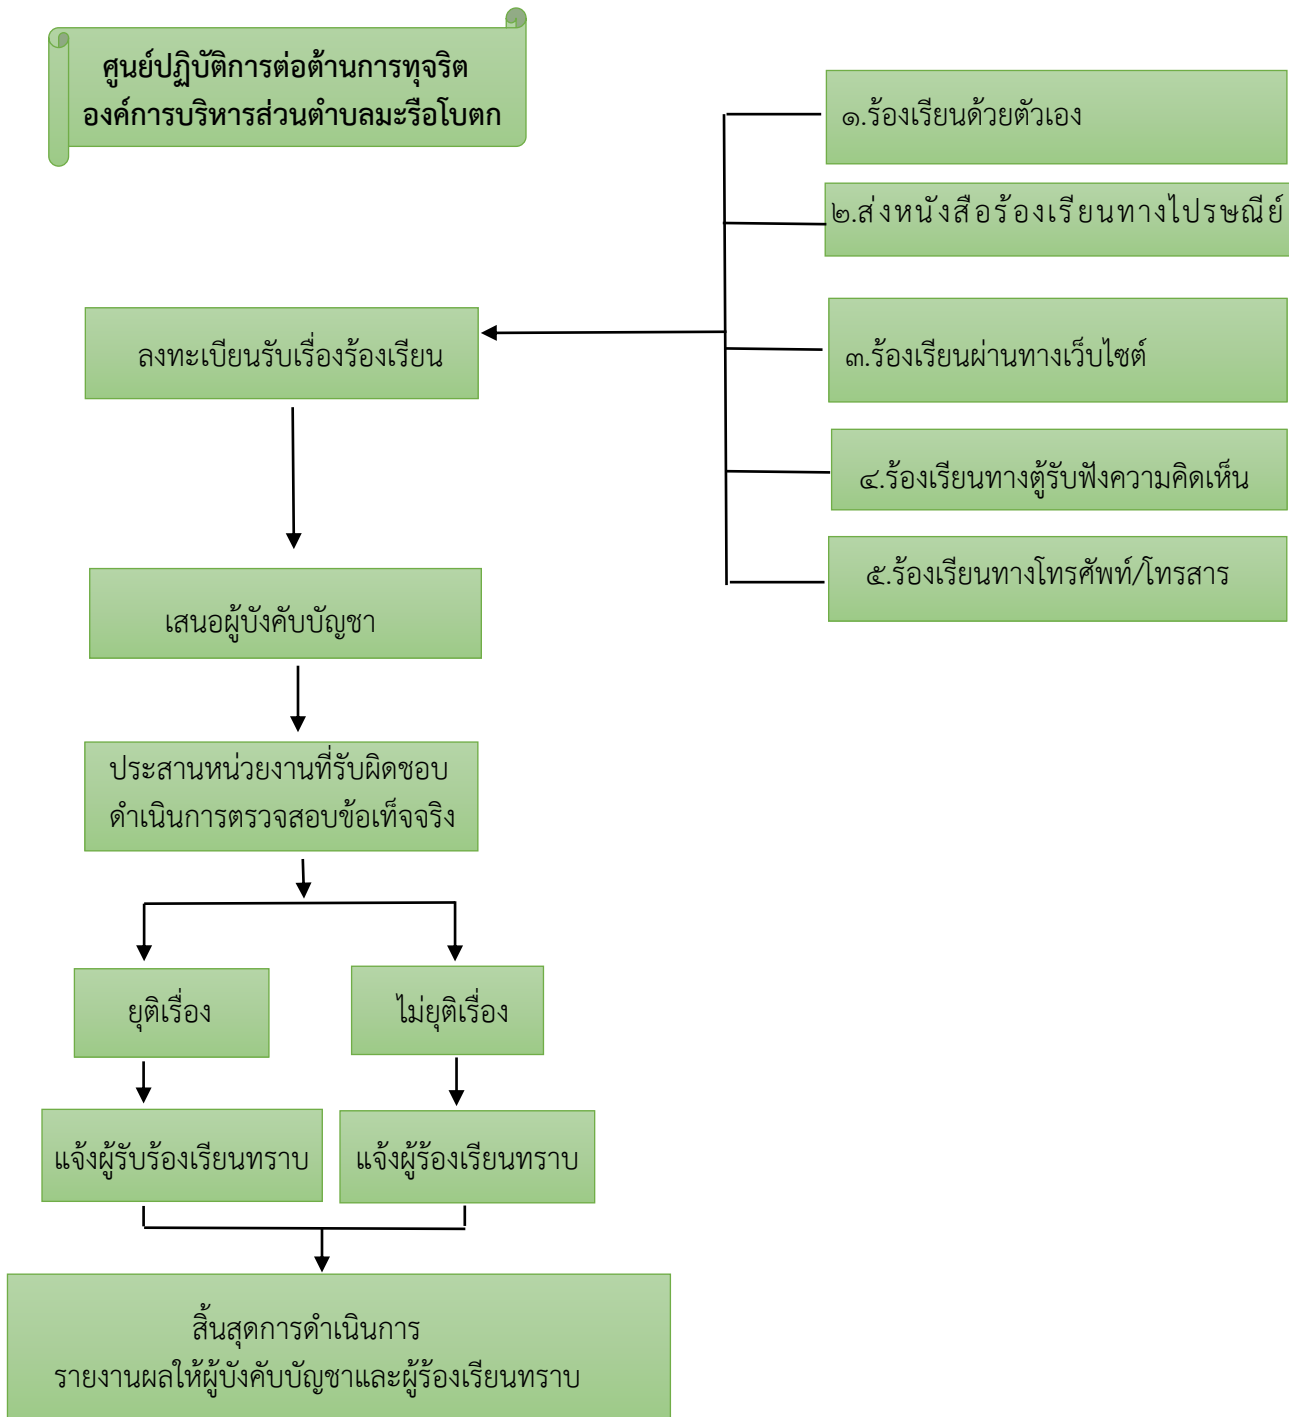 ศูนย์ปฏิบัติการต่อต้านการทุจริต
องค์การบริหารส่วนตำบลมะรือโบตก
๑.ร้องเรียนด้วยตัวเอง
๒.ส่งหนังสือร้องเรียนทางไปรษณีย์
๓.ร้องเรียนผ่านทางเว็บไซต์
๔.ร้องเรียนทางตู้รับฟังความคิดเห็น
๕.ร้องเรียนทางโทรศัพท์/โทรสาร
ลงทะเบียนรับเรื่องร้องเรียน
เสนอผู้บังคับบัญชา
ประสานหน่วยงานที่รับผิดชอบ
ดำเนินการตรวจสอบข้อเท็จจริง
ยุติเรื่อง
ไม่ยุติเรื่อง
แจ้งผู้รับร้องเรียนทราบ
แจ้งผู้ร้องเรียนทราบ
สิ้นสุดการดำเนินการ
รายงานผลให้ผู้บังคับบัญชาและผู้ร้องเรียนทราบ